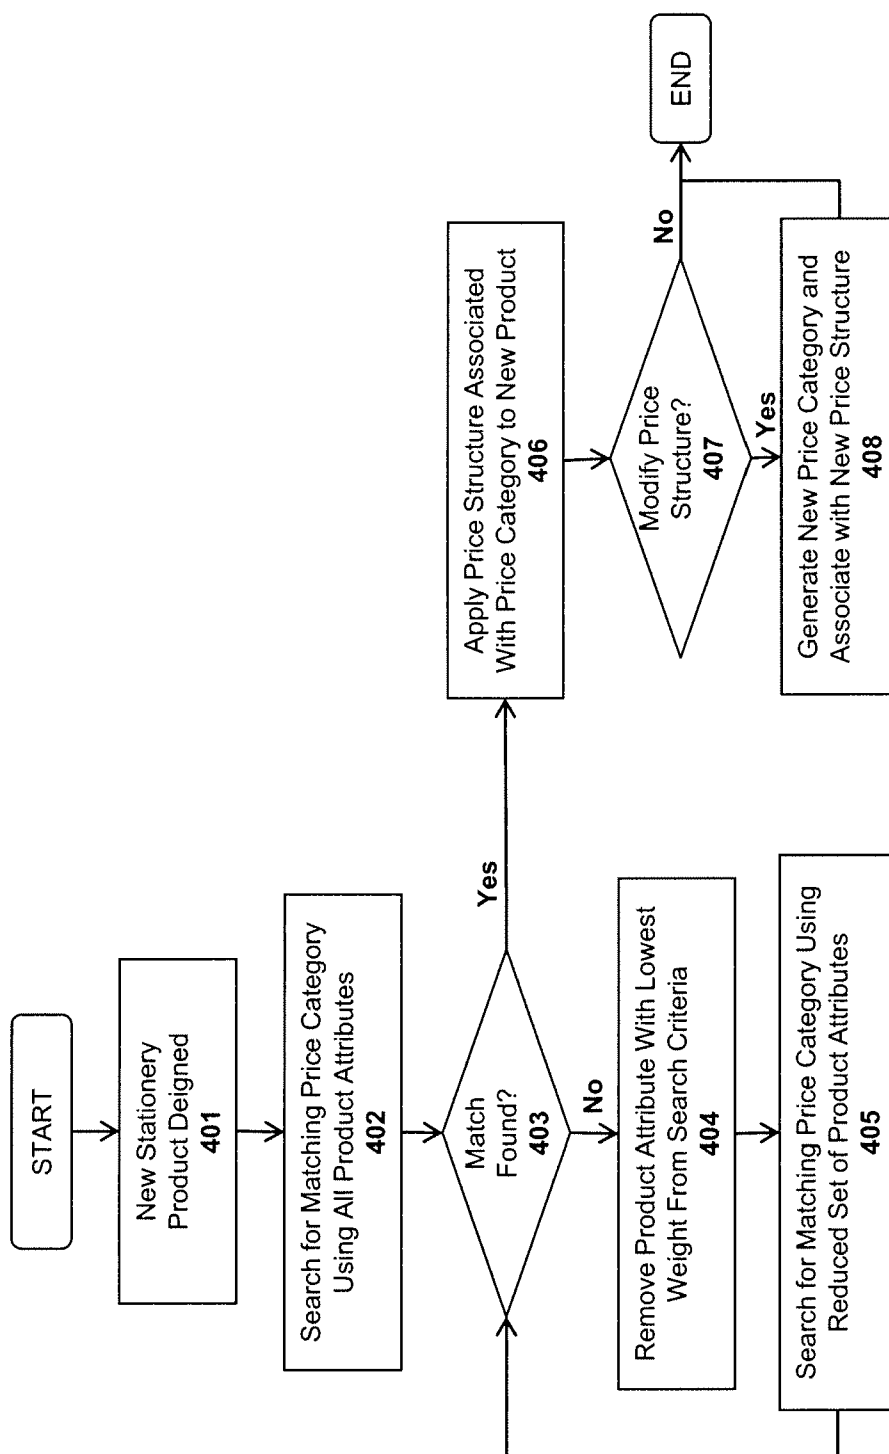 START
New Stationery
Product Deigned
401
Search for Matching Price Category
Using All Product Attributes
402
Match
Found?
403
Yes
No
Remove Product Attribute With Lowest
Weight From Search Criteria
404
Search for Matching Price Category Using
Reduced Set of Product Attributes
405
Apply Price Structure Associated
With Price Category to New Product
406
Modify Price
Structure?
407
No
Yes
Generate New Price Category and
Associate with New Price Structure
408
END